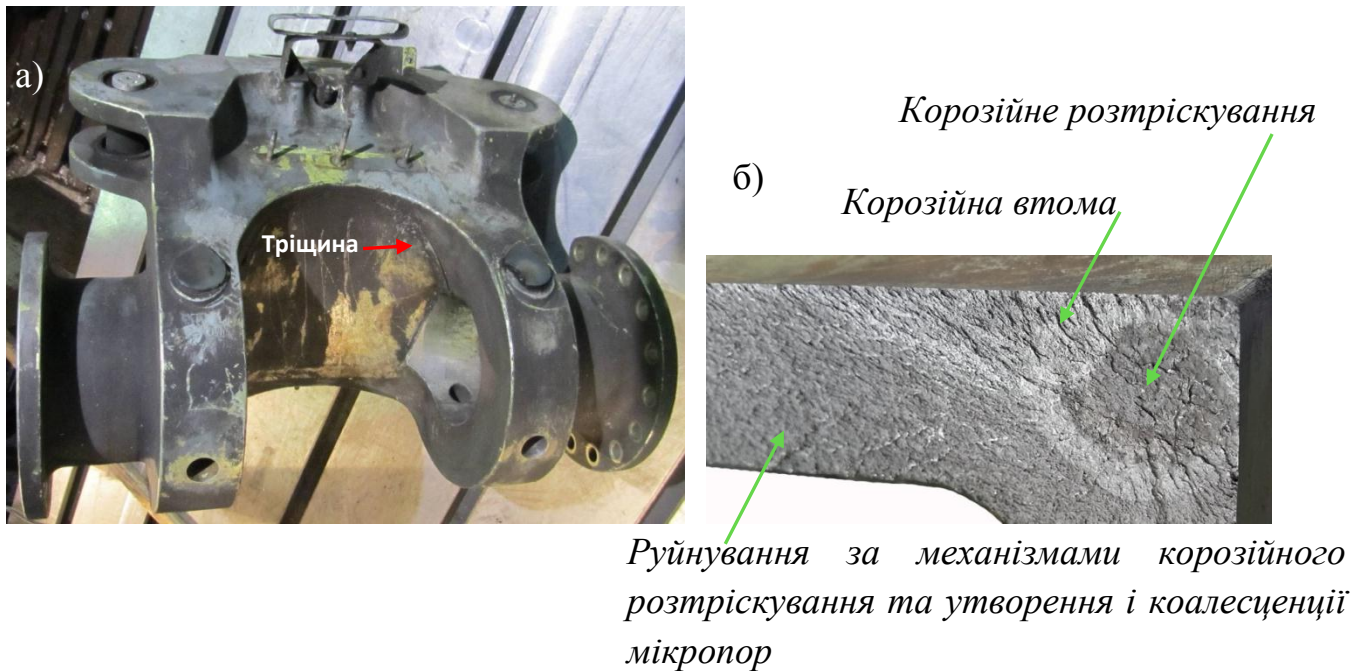 а)
Тріщина
Корозійне розтріскування
б)
Корозійна втома
Руйнування за механізмами корозійного
розтріскування та утворення і коалесценції
мікропор